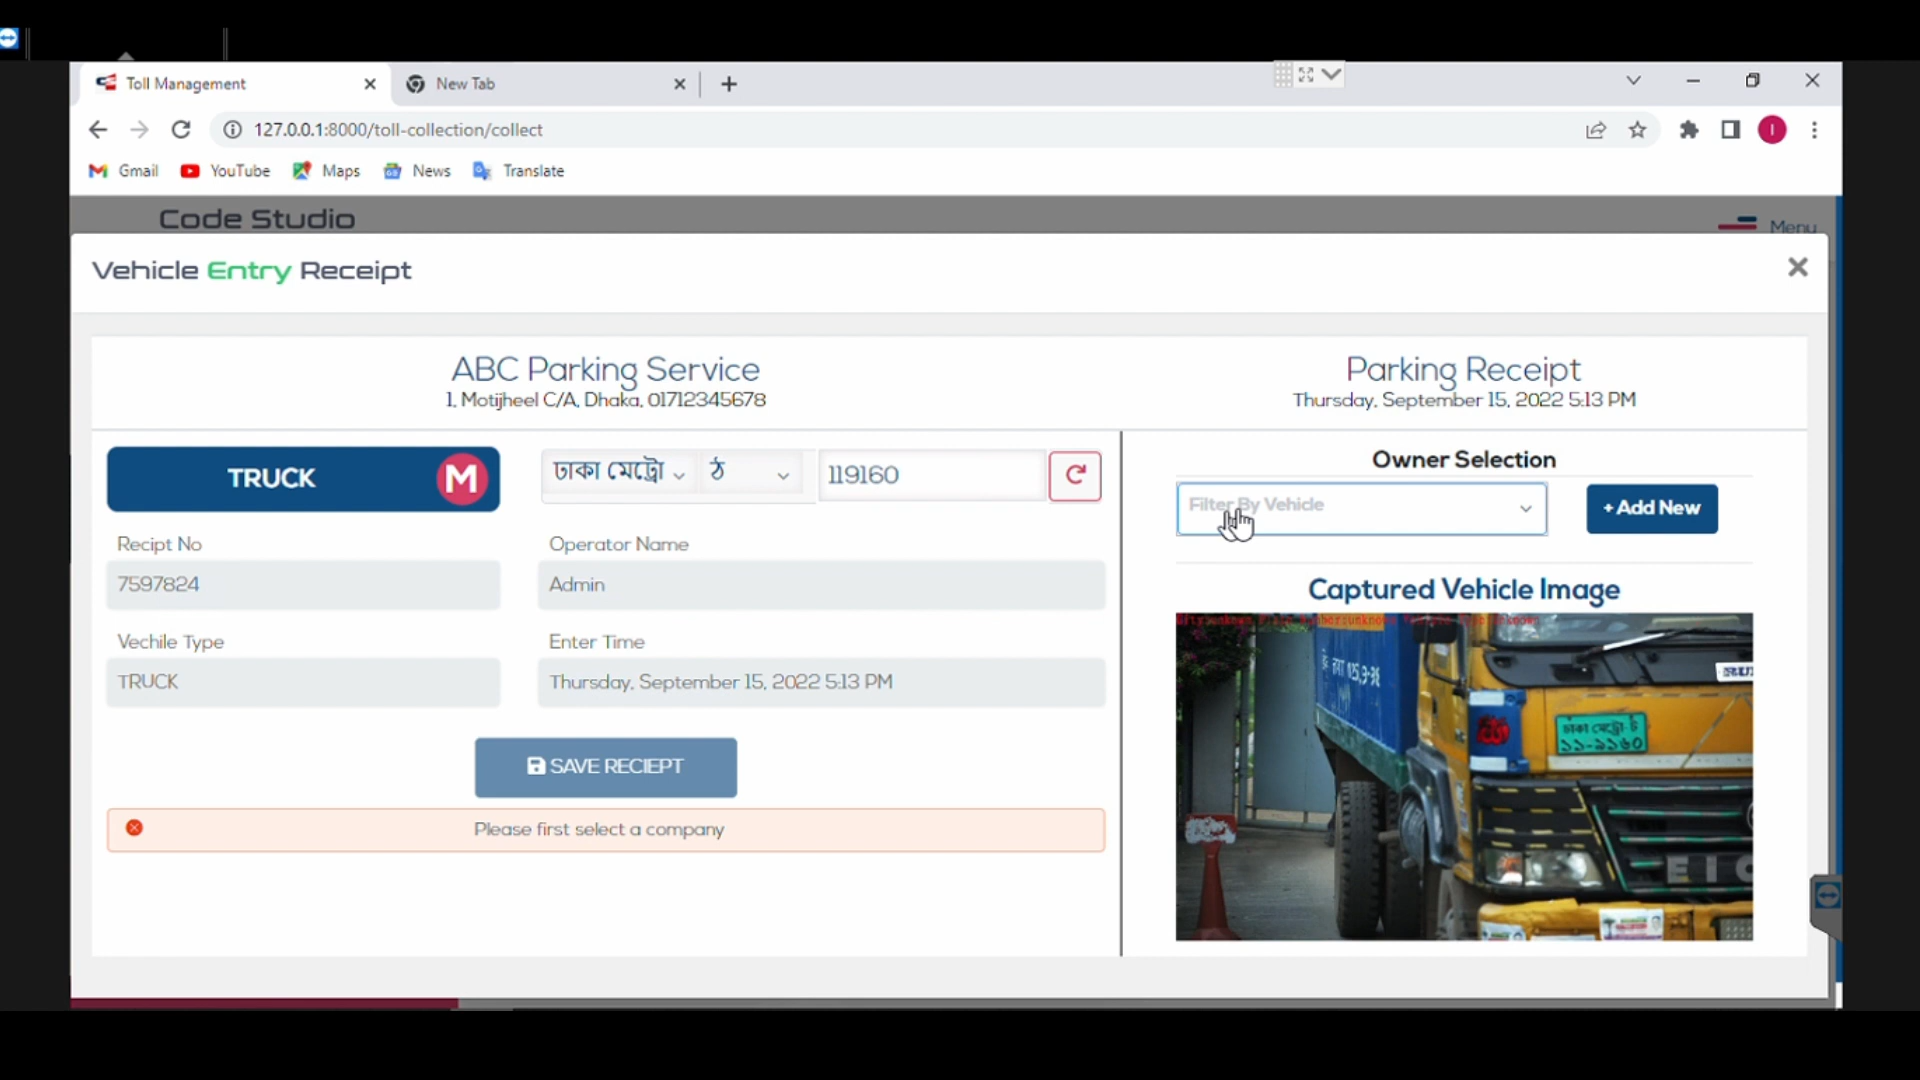 Toll Management
New Tab
127.0.0.1:8000/toll-collection/collect
I
Gmail
YouTube
Maps
News
Translate
Code Studio
Menu
Vehicle Entry Receipt
ABC Parking Service
1, Motijheel C/A, Dhaka, 01712345678
Parking Receipt
Thursday, September 15, 2022 5:13 PM
TRUCK
M
ঢাকা মেট্রো
ঠ
119160
Recipt No
7597824
Operator Name
Admin
Vechile Type
TRUCK
Enter Time
Thursday, September 15, 2022 5:13 PM
SAVE RECIEPT
Please first select a company
Owner Selection
Filter By Vehicle
+ Add New
Captured Vehicle Image
ঢাকা মেট্রো-ট
১১-৯১৬০
E I C